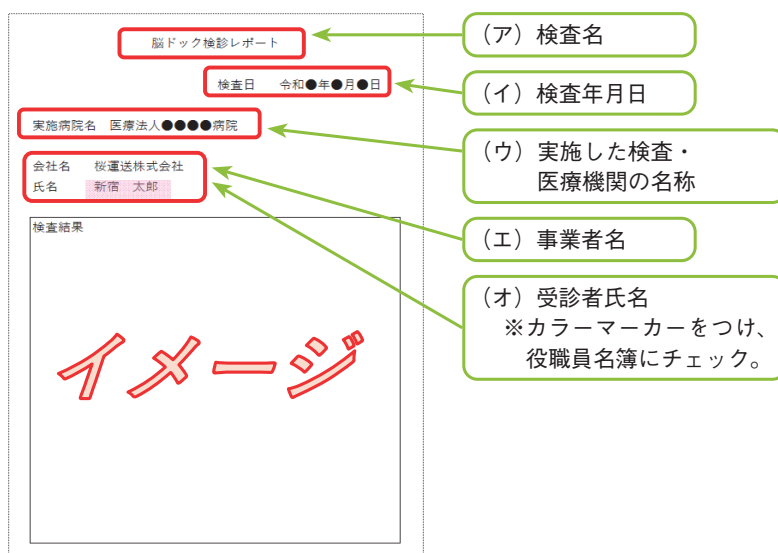 脳ドック検診レポート
検査日　令和●年●月●日
実施病院名　医療法人●●●●病院
会社名　桜運送株式会社
氏名　新宿　太郎
検査結果
イメージ
（ア）検査名
（イ）検査年月日
（ウ）実施した検査・
医療機関の名称
（エ）事業者名
（オ）受診者氏名
※カラーマーカーをつけ、
役職員名簿にチェック。